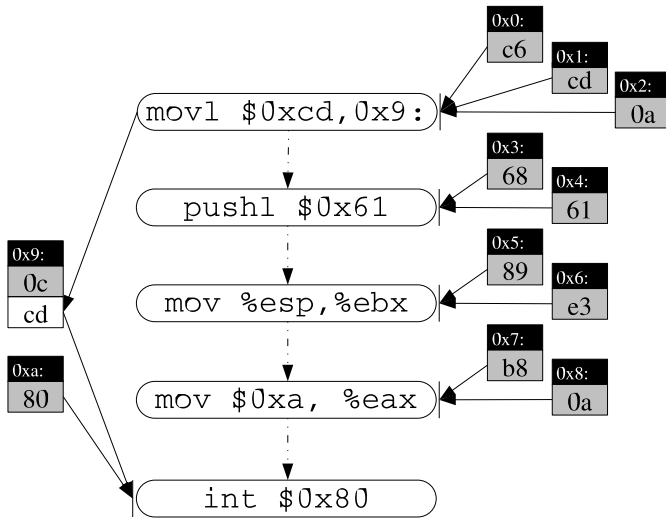 0x0:
c6
0x1:
cd
0x2:
0a
movl $0xcd,0x9:
0x3:
68
0x4:
61
pushl $0x61
0x5:
89
0x6:
e3
0x9:
0c
cd
mov %esp,%ebx
0x7:
b8
0x8:
0a
0xa:
80
mov $0xa, %eax
int $0x80